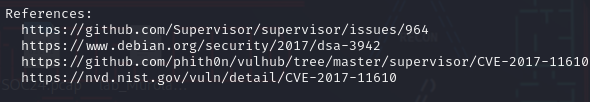 References:
https://github.com/Supervisor/supervisor/issues/964
https://www.debian.org/security/2017/dsa-3942
https://github.com/phith0n/vulhub/tree/master/supervisor/CVE-2017-11610
https://nvd.nist.gov/vuln/detail/CVE-2017-11610